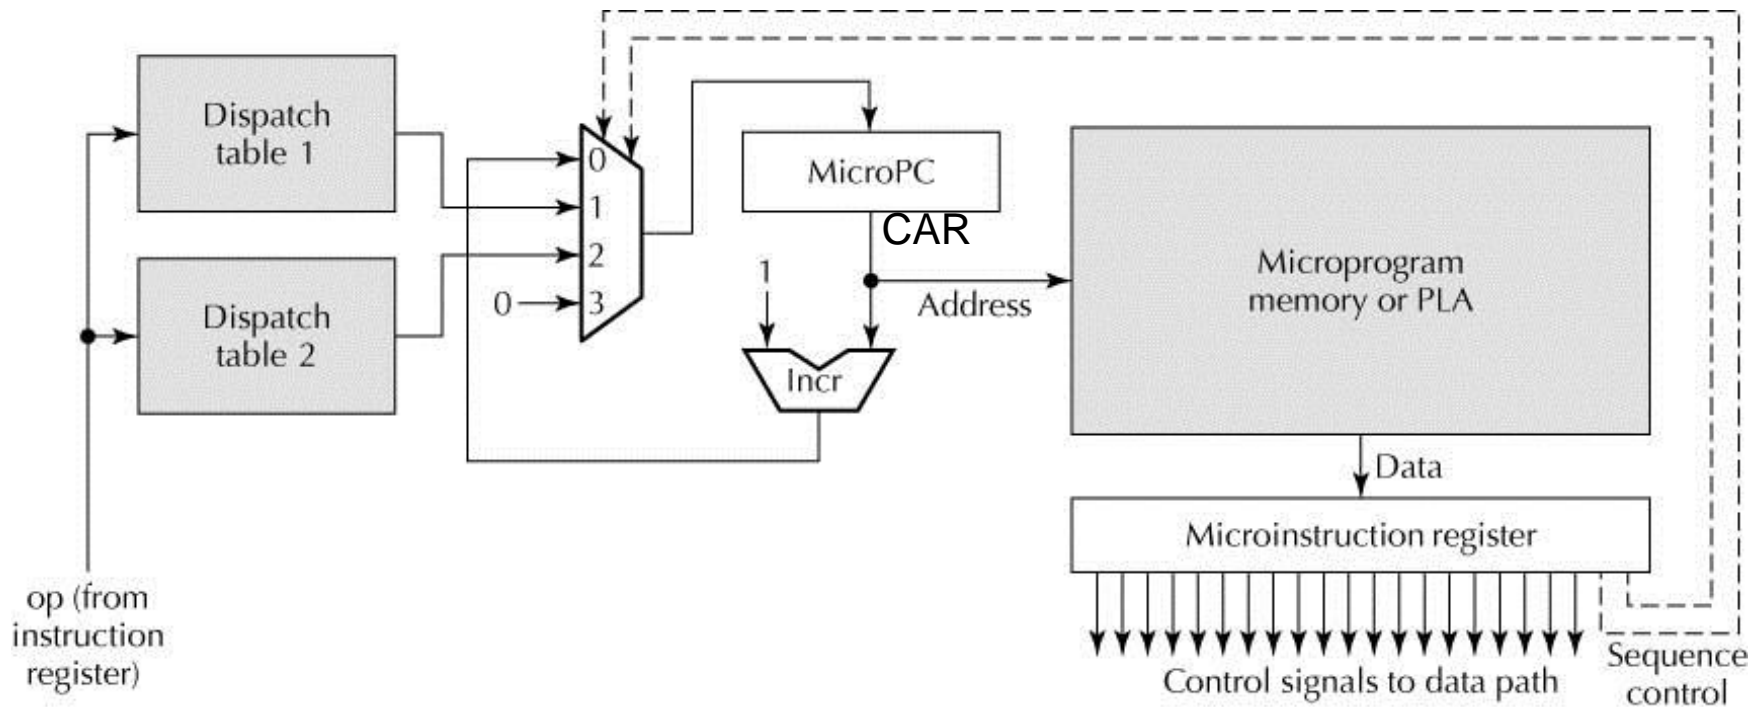 Dispatch
table 1
Dispatch
table 2
op (from
instruction
register)
0
1
2
3
0
MicroPC
CAR
1
Incr
Address
Microprogram
memory or PLA
Data
Microinstruction register
Control signals to data path
Sequence
control